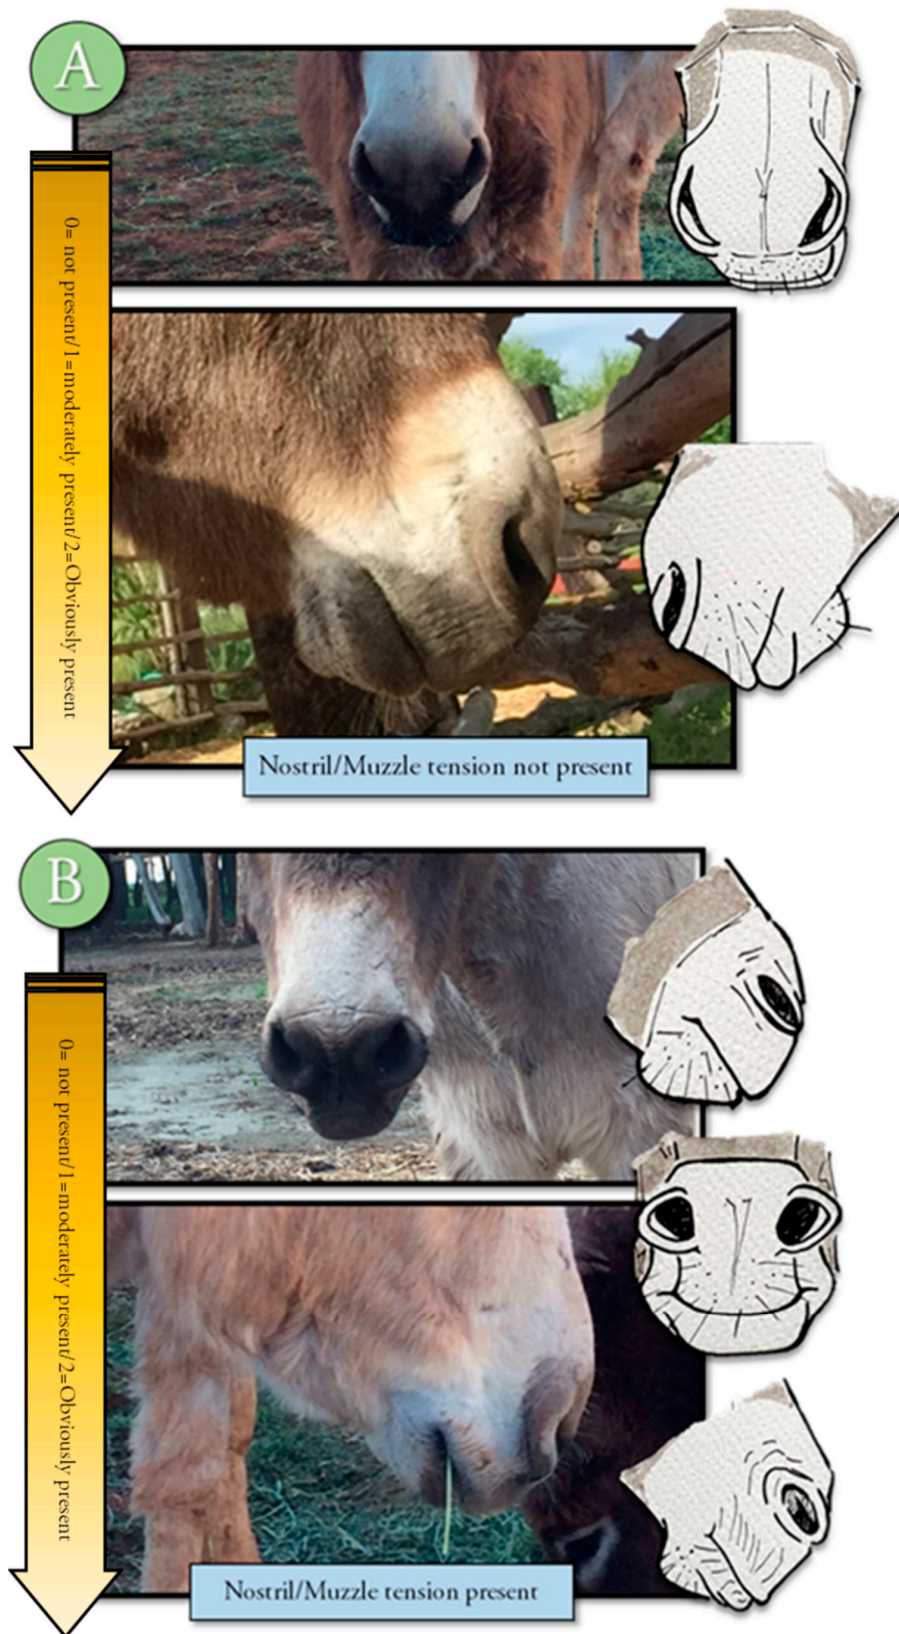 A
0= not present/1=moderately present/2=Obviously present
Nostril/Muzzle tension not present
B
0= not present/1=moderately present/2=Obviously present
Nostril/Muzzle tension present